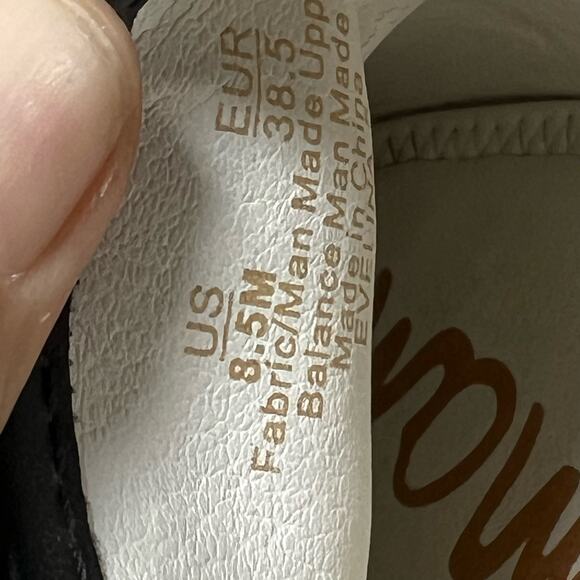 US EUR
8.5M 38.5
Fabric/Man Made Upp
Balance Man Made
Made in China